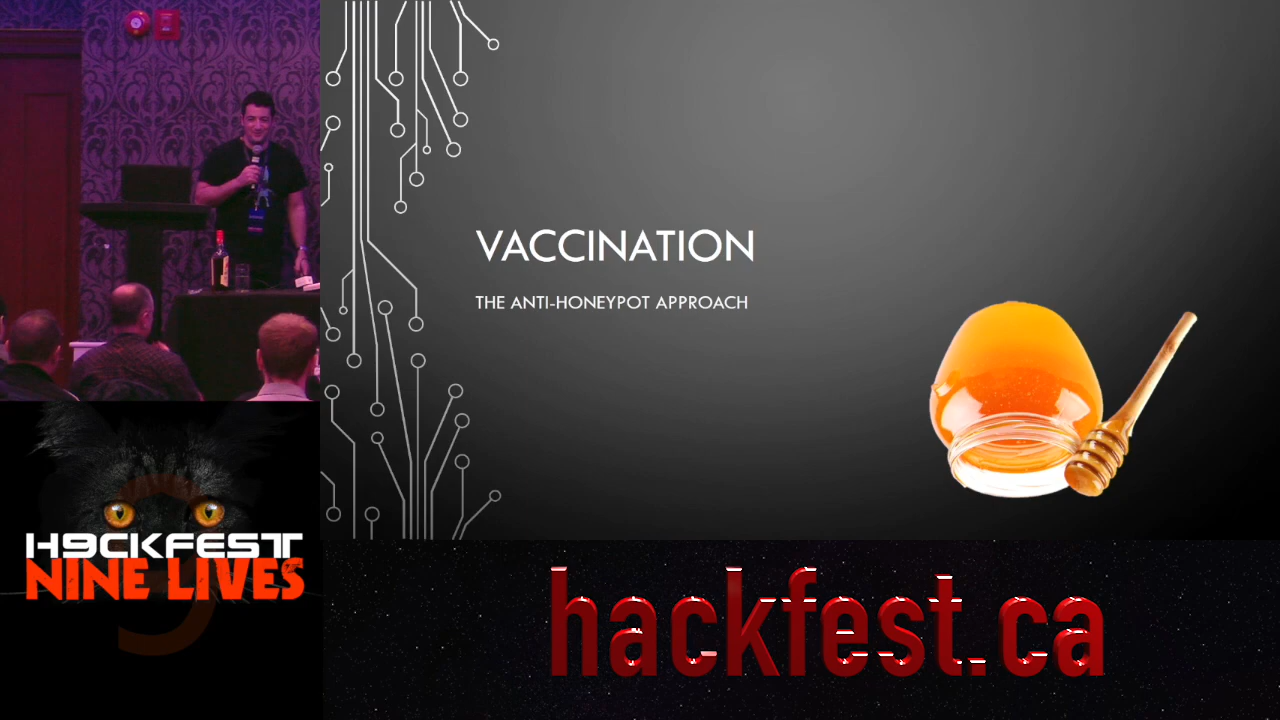 VACCINATION
THE ANTI-HONEYPOT APPROACH
H9CKFEST
NINE LIVES
hackfest.ca